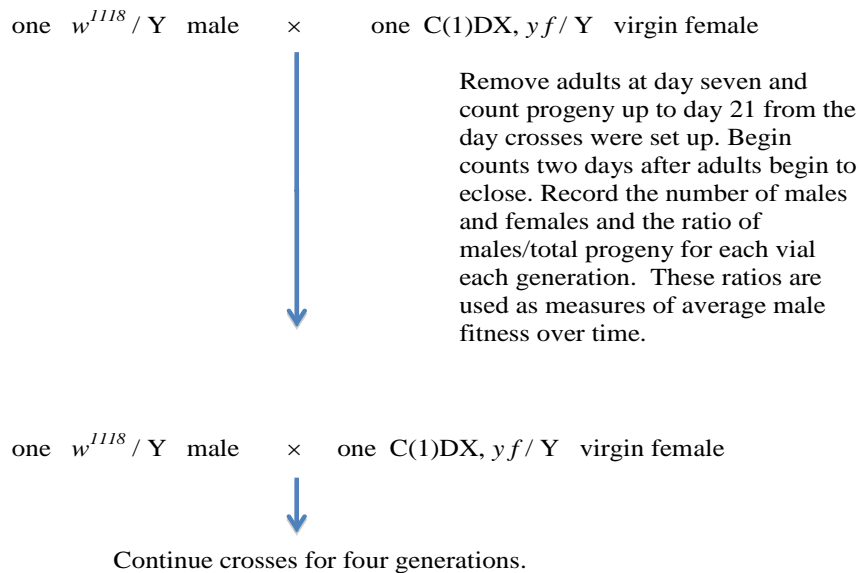 one w^1118 / Y male × one C(1)DX, y f / Y virgin female
Remove adults at day seven and
count progeny up to day 21 from the
day crosses were set up. Begin
counts two days after adults begin to
eclose. Record the number of males
and females and the ratio of
males/total progeny for each vial
each generation. These ratios are
used as measures of average male
fitness over time.
one w^1118 / Y male × one C(1)DX, y f / Y virgin female
Continue crosses for four generations.